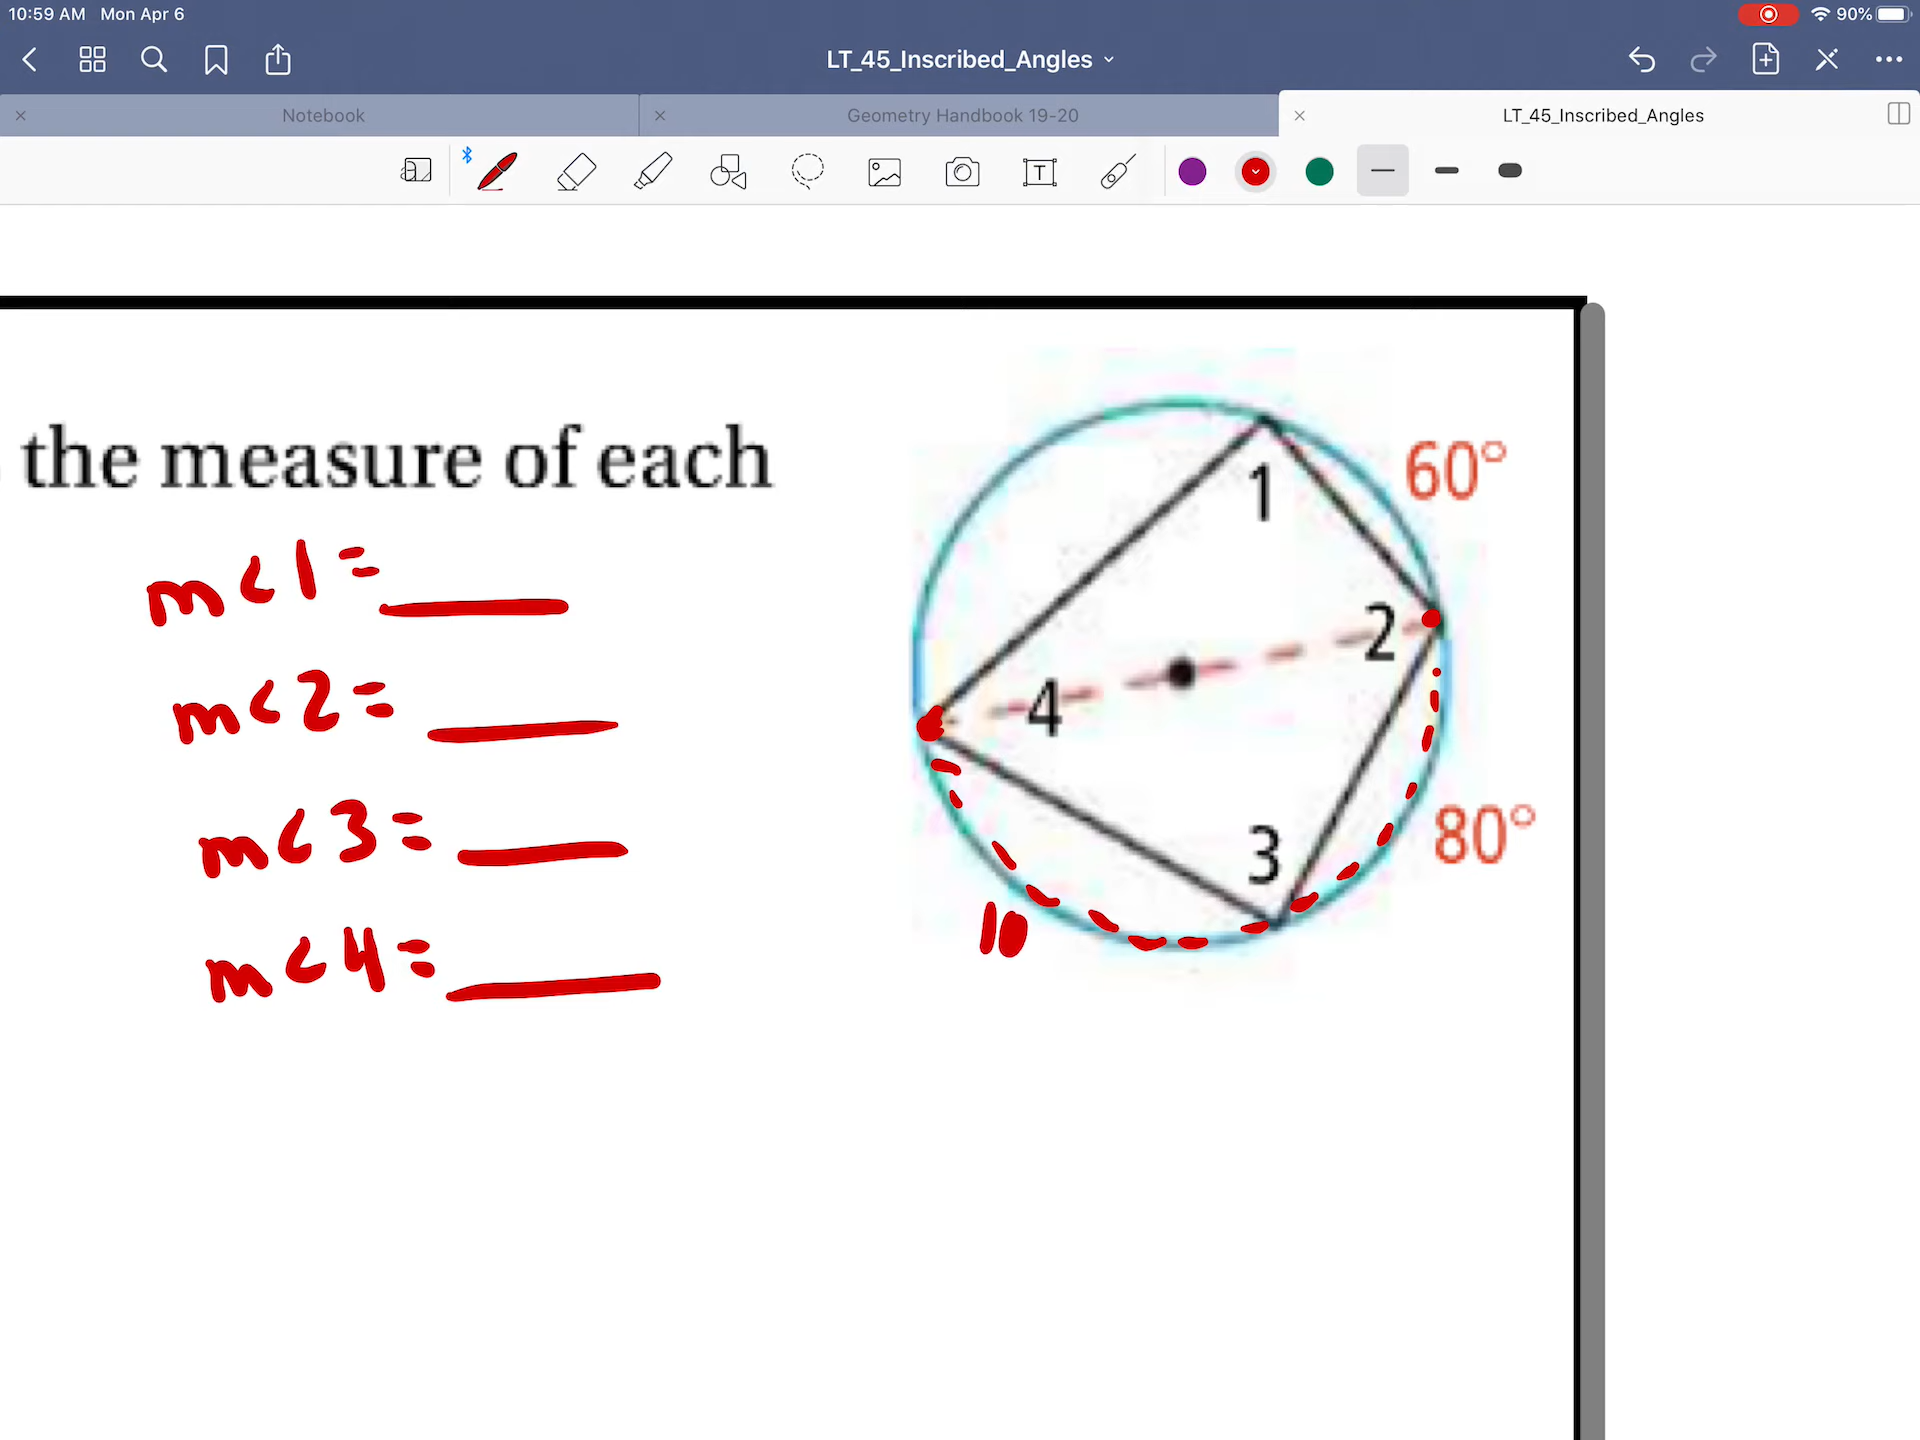 10:59 AM Mon Apr 6
90%
LT_45_Inscribed_Angles
Notebook
Geometry Handbook 19-20
LT_45_Inscribed_Angles
T
the measure of each
m<1=
m<2=
m<3=
m<4=
60°
1
2
4
80°
3
10